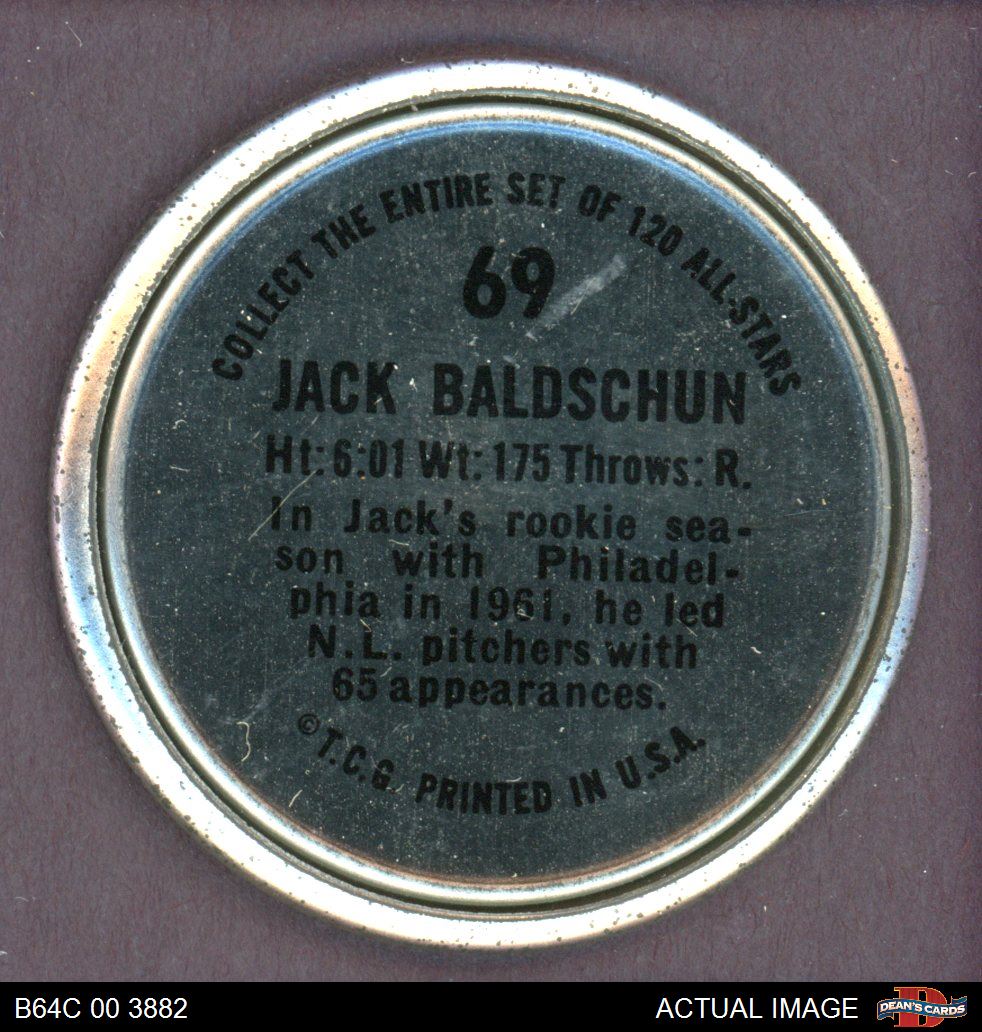 COLLECT THE ENTIRE SET OF 120 ALL-STARS
69
JACK BALDSCHUN
Ht: 6:01 Wt: 175 Throws: R.
In Jack's rookie sea-
son with Philadel-
phia in 1961, he led
N.L. pitchers with
65 appearances.
© T.C.G. PRINTED IN U.S.A.
B64C 00 3882 ACTUAL IMAGE DEAN'S CARDS